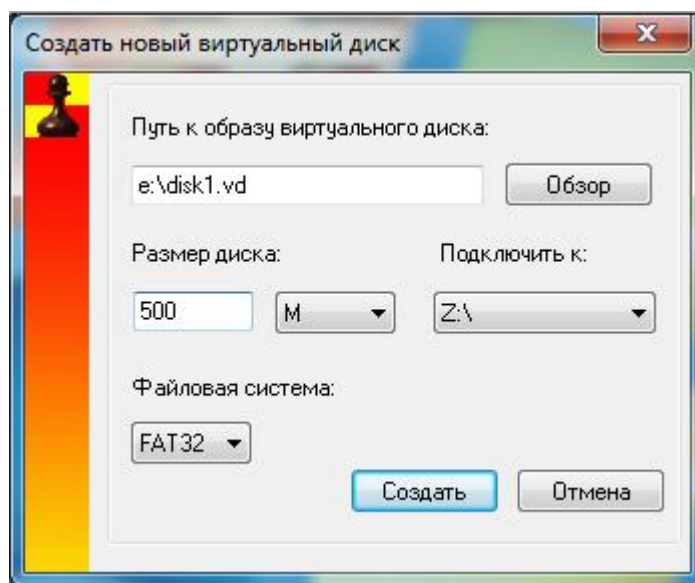 Создать новый виртуальный диск
Путь к образу виртуального диска:
e:\disk1.vd
Обзор
Размер диска:
Подключить к:
500
M
Z:\
Файловая система:
FAT32
Создать
Отмена